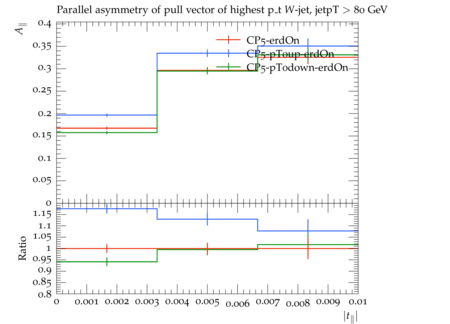 Parallel asymmetry of pull vector of highest p_t W-jet, jetpT > 80 GeV
A∥
0.4
0.35
0.3
0.25
0.2
0.15
0.1
0.05
0
CP5-erdOn
CP5-pT0up-erdOn
CP5-pT0down-erdOn
Ratio
1.15
1.1
1.05
1
0.95
0.9
0.85
0.8
0 0.001 0.002 0.003 0.004 0.005 0.006 0.007 0.008 0.009 0.01
|t∥|